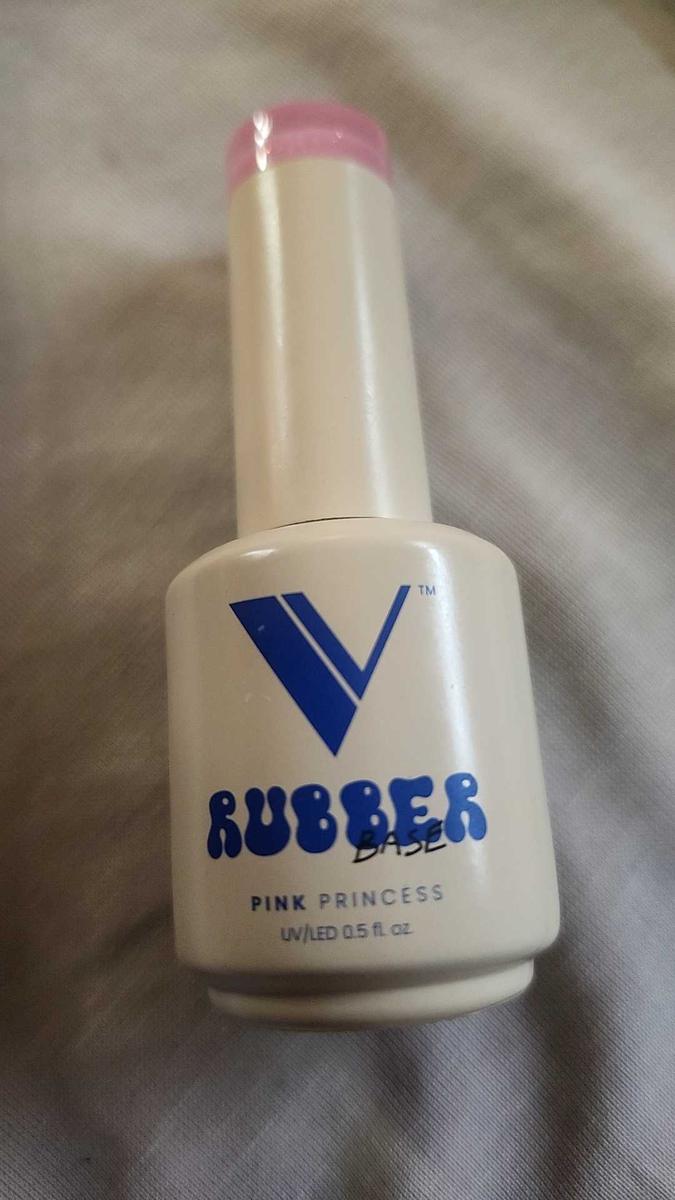 V™
RUBBER
BASE
PINK PRINCESS
UV/LED 0.5 fl. oz.